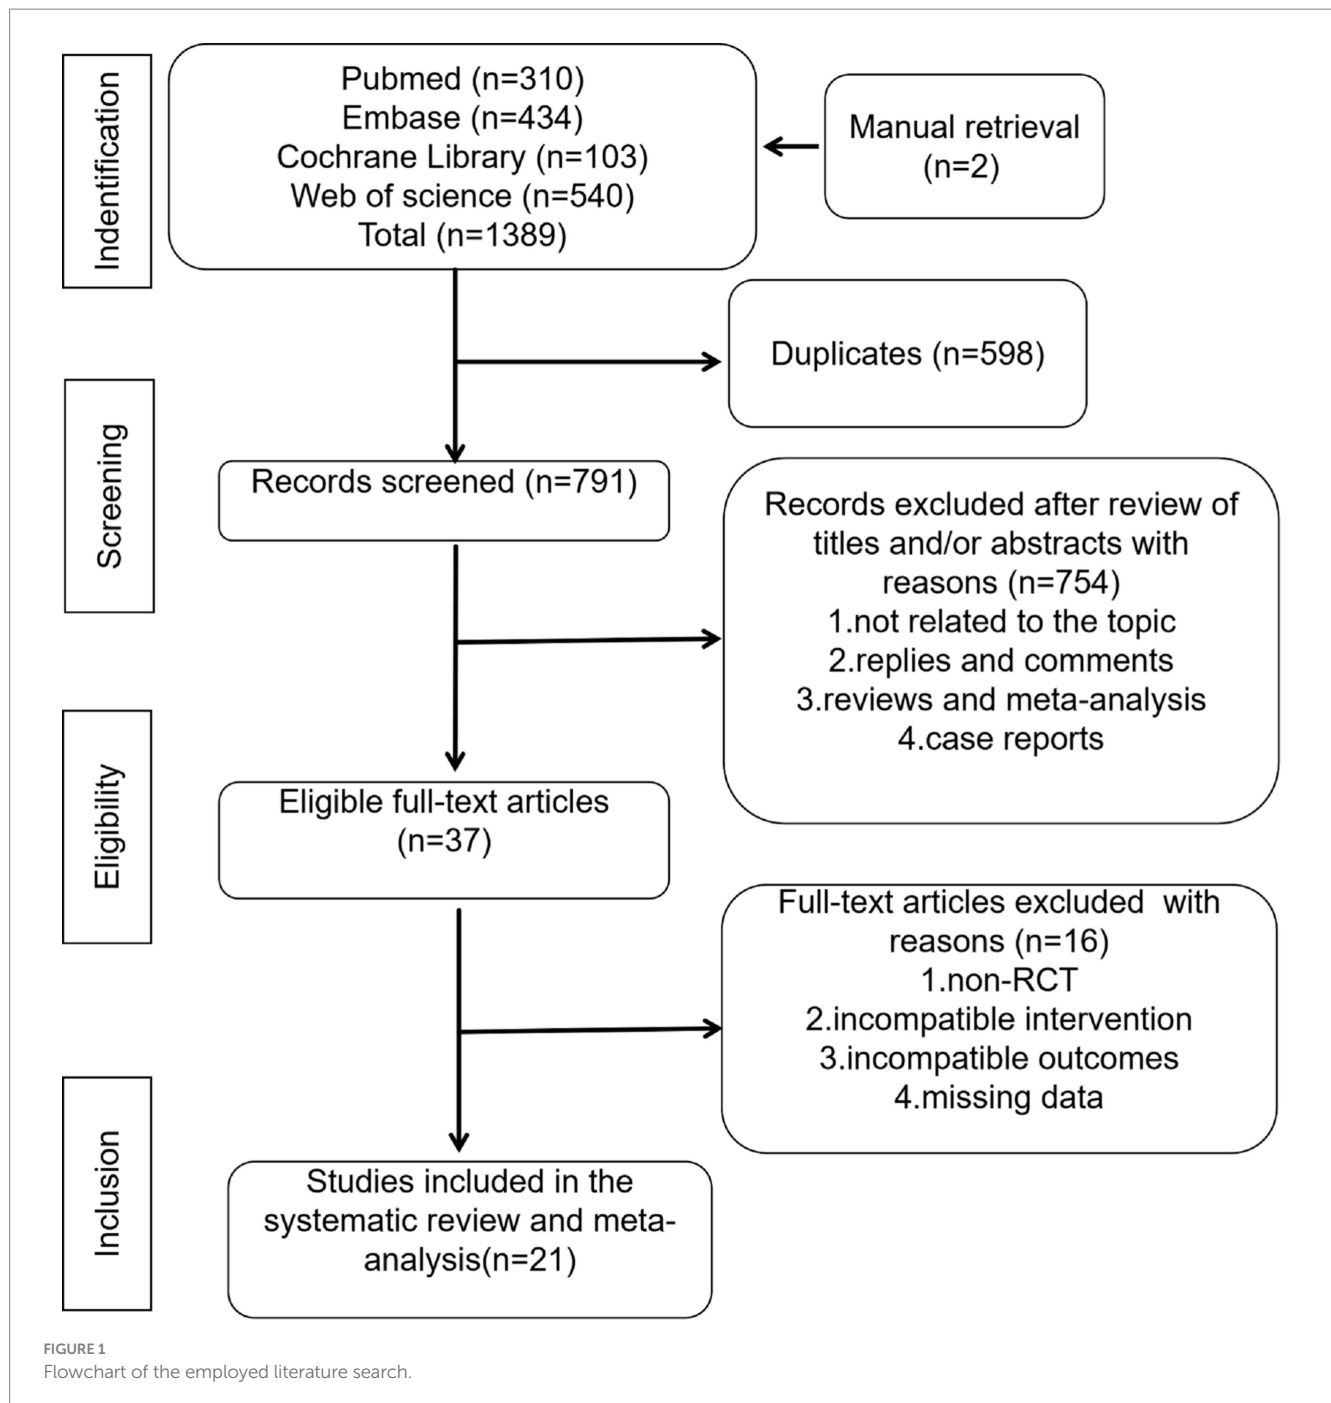 Indentification
Pubmed (n=310)
Embase (n=434)
Cochrane Library (n=103)
Web of science (n=540)
Total (n=1389)
Manual retrieval
(n=2)
Duplicates (n=598)
Screening
Records screened (n=791)
Records excluded after review of
titles and/or abstracts with
reasons (n=754)
1.not related to the topic
2.replies and comments
3.reviews and meta-analysis
4.case reports
Eligibility
Eligible full-text articles
(n=37)
Full-text articles excluded  with
reasons (n=16)
1.non-RCT
2.incompatible intervention
3.incompatible outcomes
4.missing data
Inclusion
Studies included in the
systematic review and meta-
analysis(n=21)
FIGURE 1
Flowchart of the employed literature search.